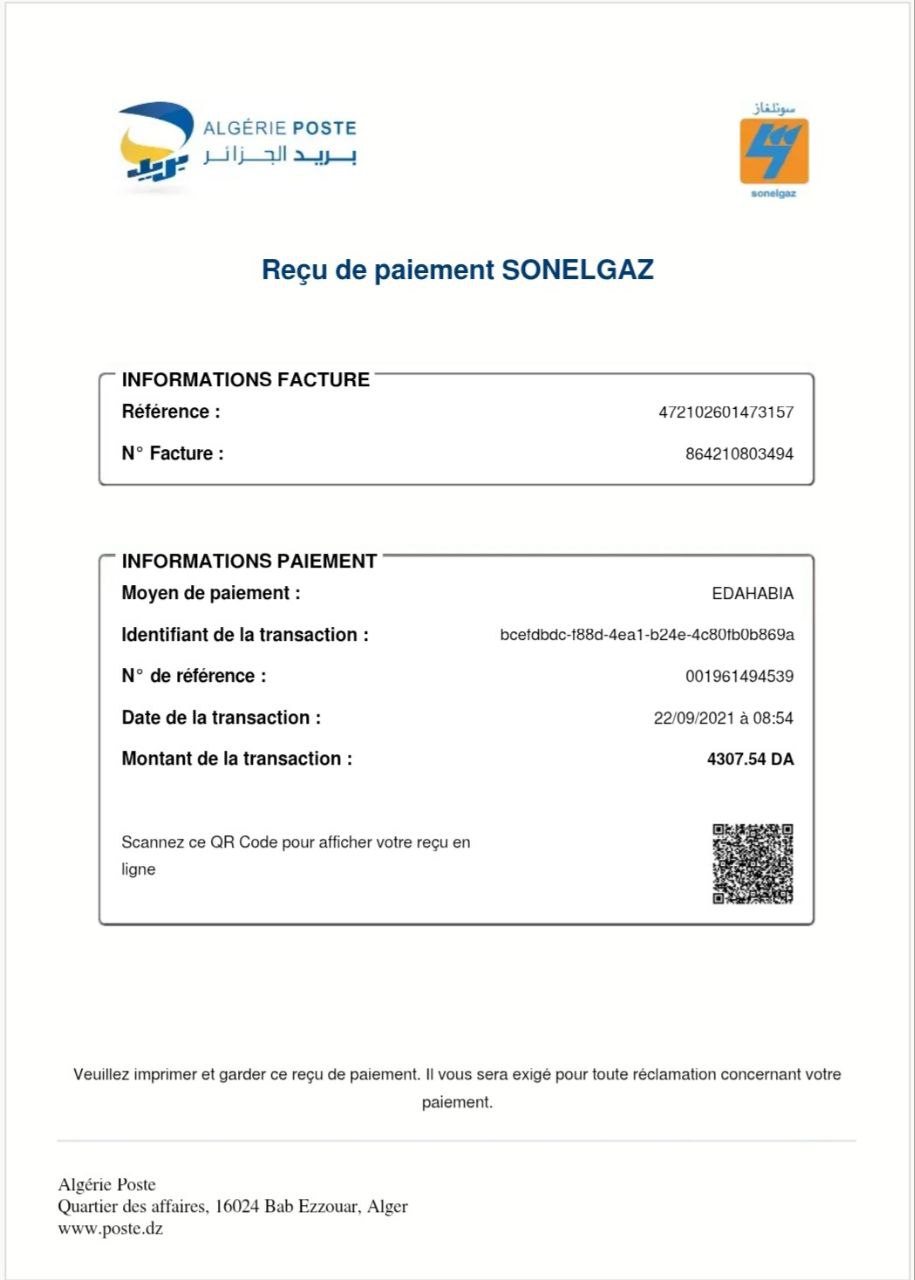 ALGÉRIE POSTE
بريد الجزائر
بريد
سونلغاز
sonelgaz
Reçu de paiement SONELGAZ
INFORMATIONS FACTURE
Référence : 472102601473157
N° Facture : 864210803494
INFORMATIONS PAIEMENT
Moyen de paiement : EDAHABIA
Identifiant de la transaction : bcefdbdc-f88d-4ea1-b24e-4c80fb0b869a
N° de référence : 001961494539
Date de la transaction : 22/09/2021 à 08:54
Montant de la transaction : 4307.54 DA
Scannez ce QR Code pour afficher votre reçu en
ligne
Veuillez imprimer et garder ce reçu de paiement. Il vous sera exigé pour toute réclamation concernant votre
paiement.
Algérie Poste
Quartier des affaires, 16024 Bab Ezzouar, Alger
www.poste.dz